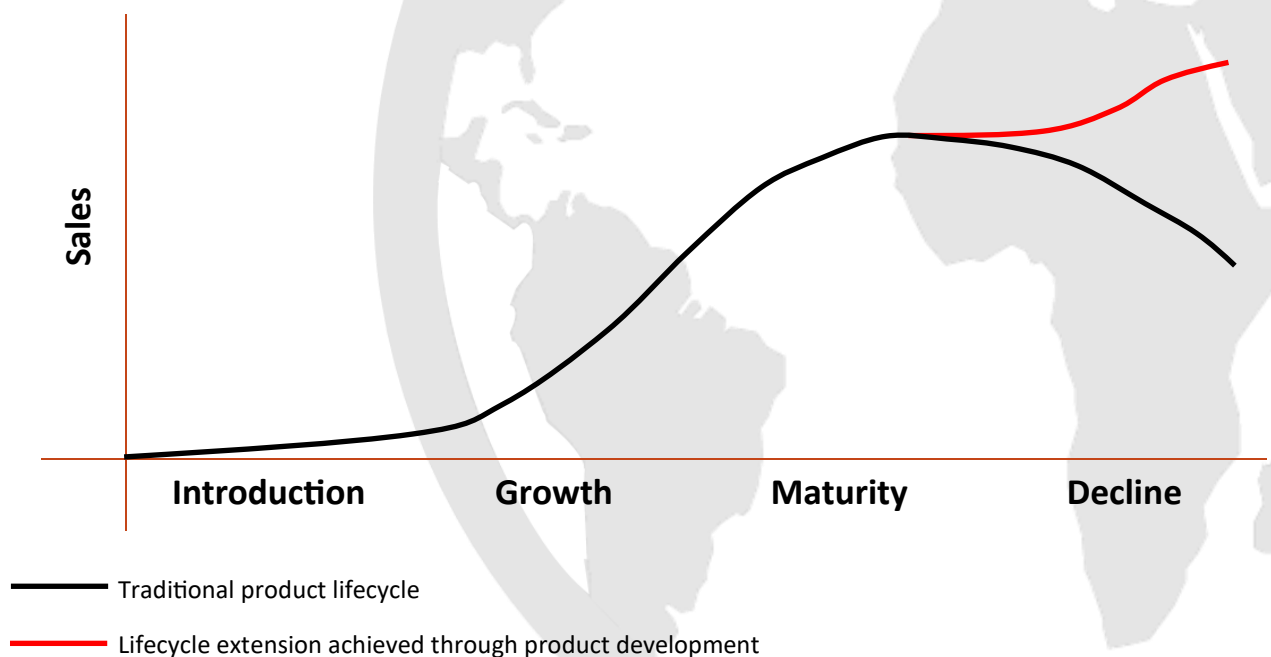 Sales
Introduction Growth Maturity Decline
Traditional product lifecycle
Lifecycle extension achieved through product development